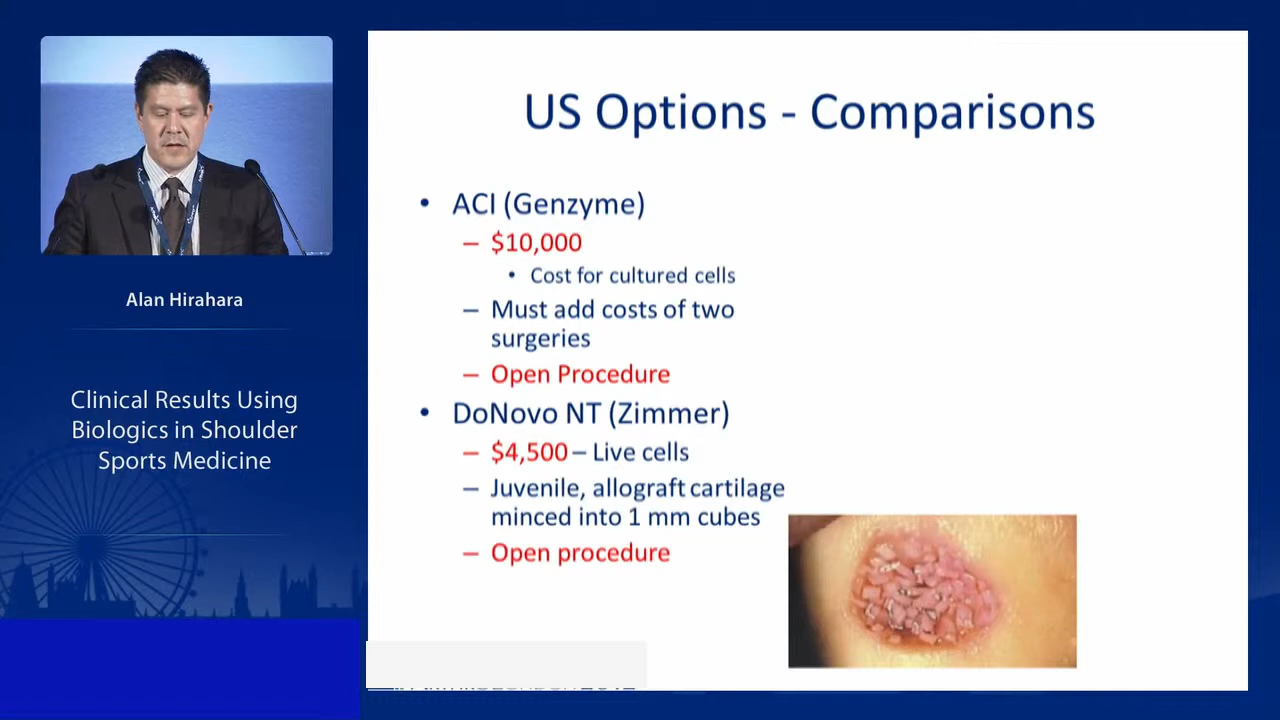 Alan Hirahara
Clinical Results Using
Biologics in Shoulder
Sports Medicine
US Options - Comparisons
• ACI (Genzyme)
– $10,000
• Cost for cultured cells
– Must add costs of two
surgeries
– Open Procedure
• DoNovo NT (Zimmer)
– $4,500 – Live cells
– Juvenile, allograft cartilage
minced into 1 mm cubes
– Open procedure